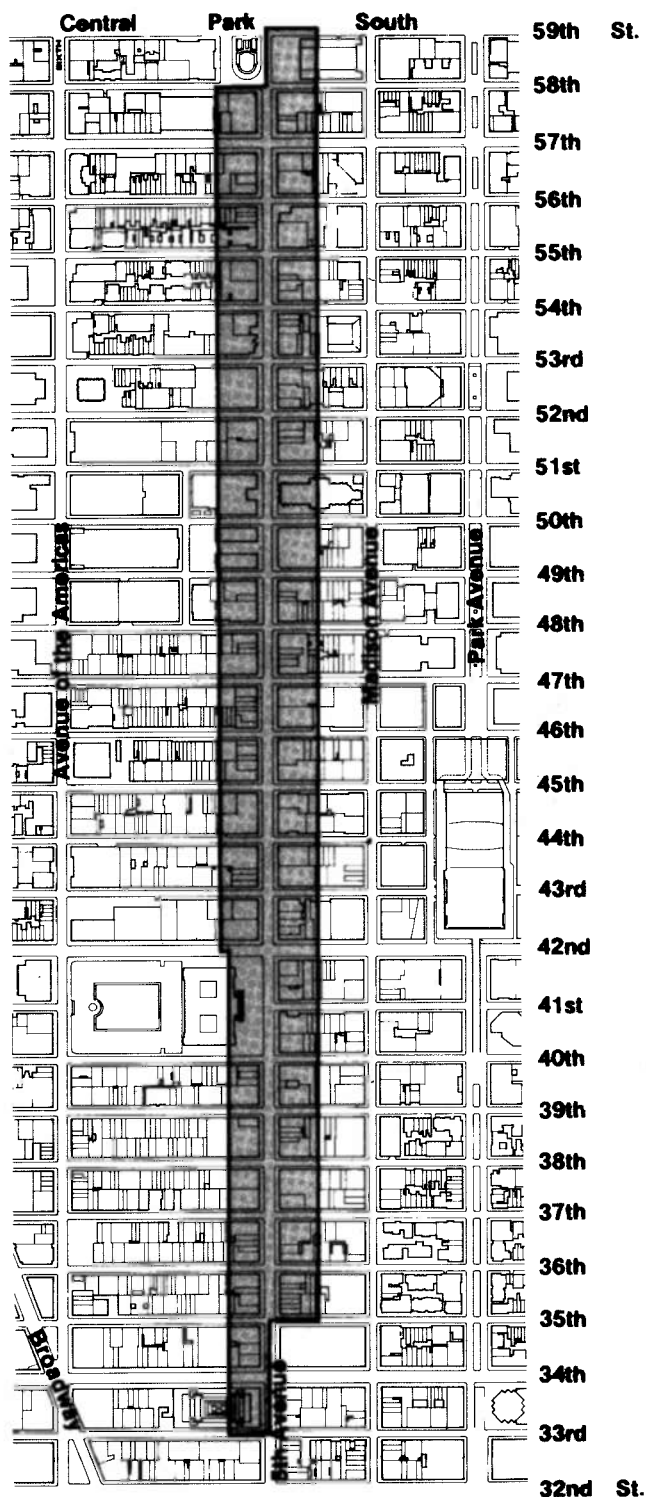 Central Park South
59th St.
SIXTH
58th
57th
56th
55th
54th
53rd
52nd
51st
50th
49th
48th
47th
46th
45th
44th
43rd
42nd
41st
40th
39th
38th
37th
36th
35th
34th
33rd
32nd St.
Avenue of the Americas
Madison Avenue
Park Avenue
Broadway
5th Avenue